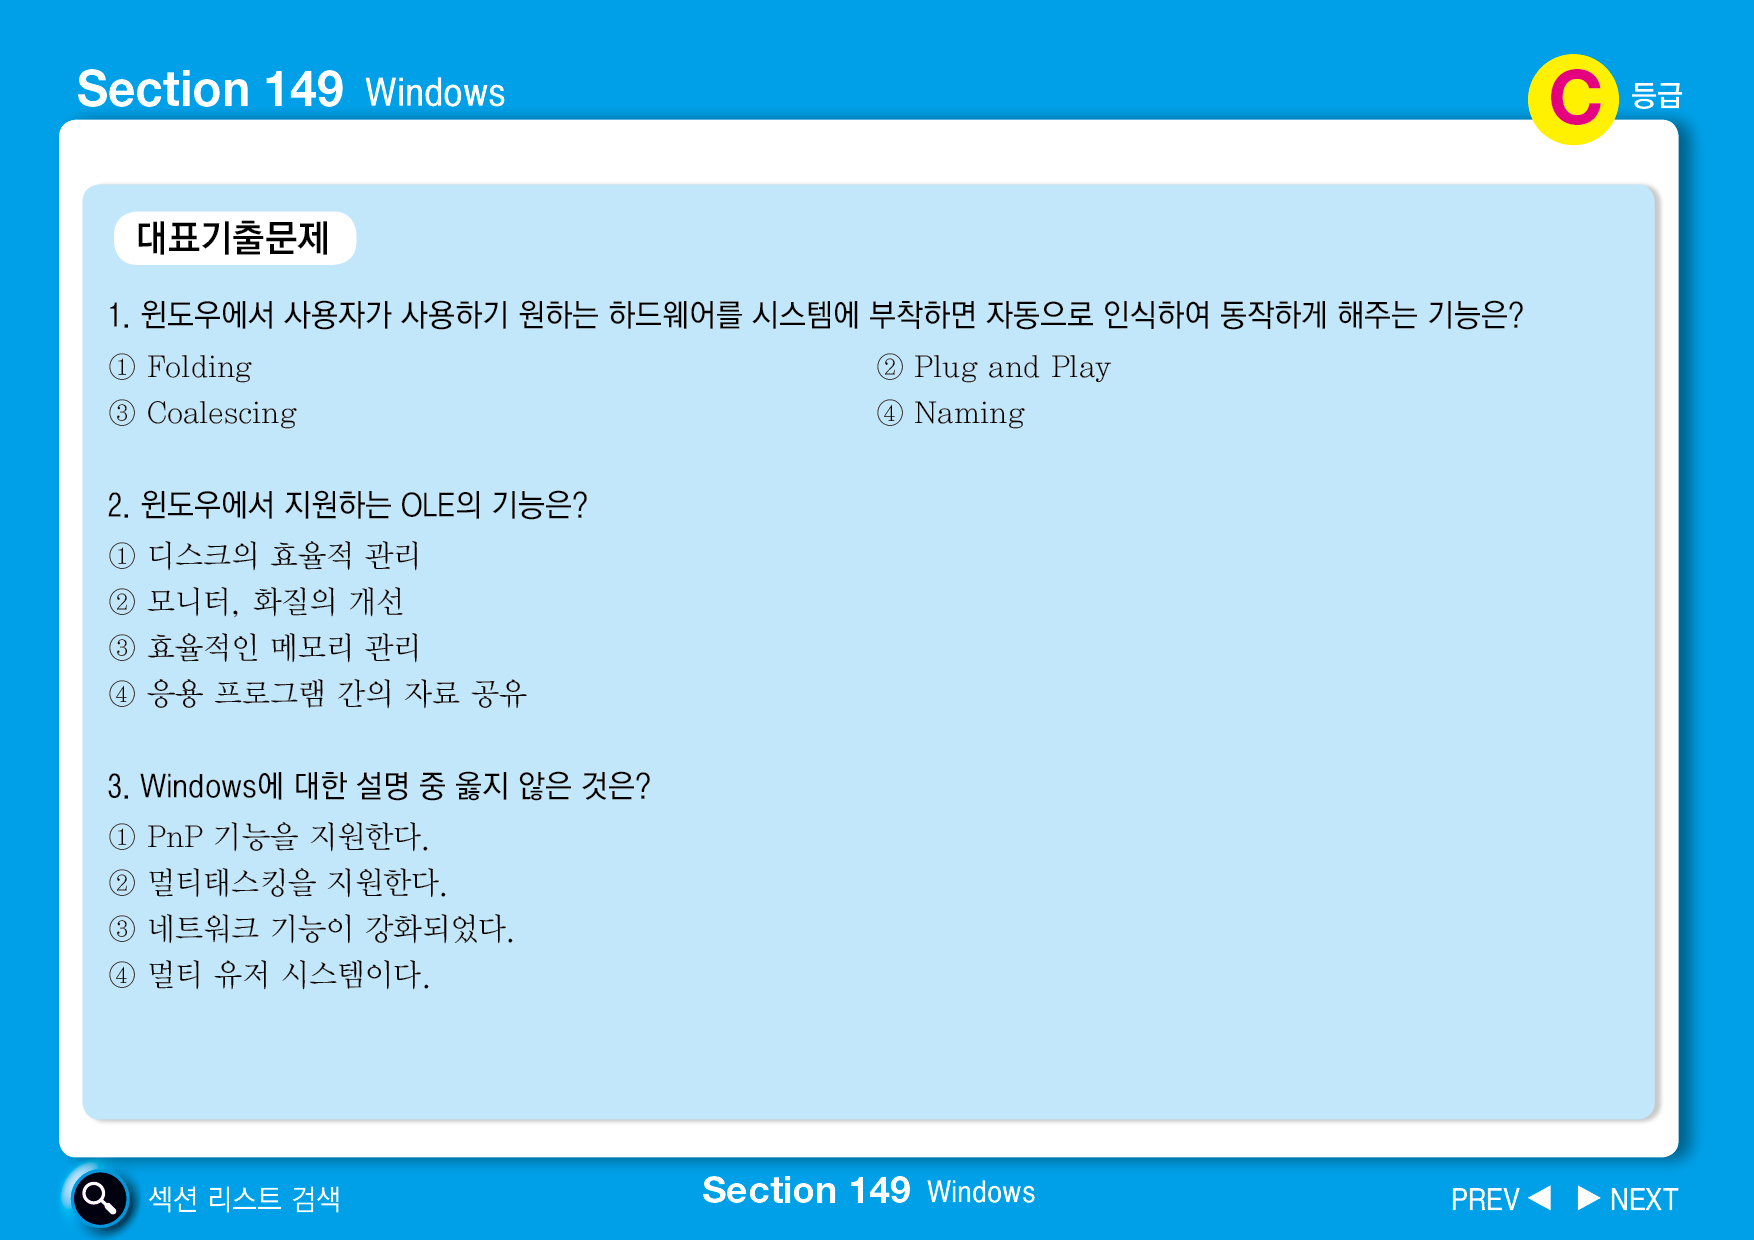 Section 149 Windows
C 등급
대표기출문제
1. 윈도우에서 사용자가 사용하기 원하는 하드웨어를 시스템에 부착하면 자동으로 인식하여 동작하게 해주는 기능은?
① Folding ② Plug and Play
③ Coalescing ④ Naming
2. 윈도우에서 지원하는 OLE의 기능은?
① 디스크의 효율적 관리
② 모니터, 화질의 개선
③ 효율적인 메모리 관리
④ 응용 프로그램 간의 자료 공유
3. Windows에 대한 설명 중 옳지 않은 것은?
① PnP 기능을 지원한다.
② 멀티태스킹을 지원한다.
③ 네트워크 기능이 강화되었다.
④ 멀티 유저 시스템이다.
섹션 리스트 검색 Section 149 Windows PREV ◀ ▶ NEXT